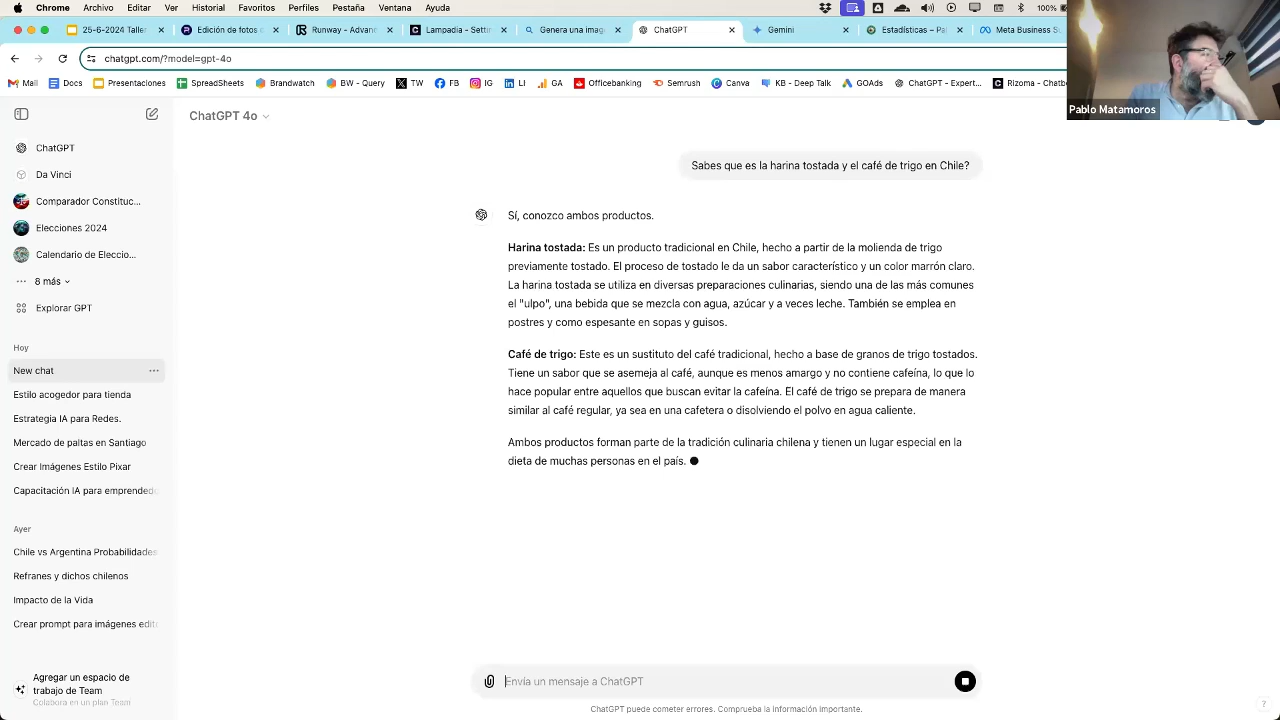 Chrome Archivo Editar Ver Historial Favoritos Perfiles Pestaña Ventana Ayuda 100%
25-6-2024 Taller
Edición de fotos
Runway - Advan
Lampadia - Settin
Genera una imag
ChatGPT
Gemini
Estadísticas – Pa
Meta Business Su
chatgpt.com/?model=gpt-4o
Mail Docs Presentaciones SpreadSheets Brandwatch BW - Query TW FB IG LI GA Officebanking Semrush Canva KB - Deep Talk GOAds ChatGPT - Expert... Rizoma - Chatb
Pablo Matamoros
ChatGPT 4o
ChatGPT
Da Vinci
Comparador Constituc...
Elecciones 2024
Calendario de Eleccio...
8 más
Explorar GPT
Hoy
New chat
Estilo acogedor para tienda
Estrategia IA para Redes.
Mercado de paltas en Santiago
Crear Imágenes Estilo Pixar
Capacitación IA para emprended
Ayer
Chile vs Argentina Probabilidades
Refranes y dichos chilenos
Impacto de la Vida
Crear prompt para imágenes edit
Agregar un espacio de
trabajo de Team
Colabora en un plan Team
Sabes que es la harina tostada y el café de trigo en Chile?
Sí, conozco ambos productos.
Harina tostada: Es un producto tradicional en Chile, hecho a partir de la molienda de trigo
previamente tostado. El proceso de tostado le da un sabor característico y un color marrón claro.
La harina tostada se utiliza en diversas preparaciones culinarias, siendo una de las más comunes
el "ulpo", una bebida que se mezcla con agua, azúcar y a veces leche. También se emplea en
postres y como espesante en sopas y guisos.
Café de trigo: Este es un sustituto del café tradicional, hecho a base de granos de trigo tostados.
Tiene un sabor que se asemeja al café, aunque es menos amargo y no contiene cafeína, lo que lo
hace popular entre aquellos que buscan evitar la cafeína. El café de trigo se prepara de manera
similar al café regular, ya sea en una cafetera o disolviendo el polvo en agua caliente.
Ambos productos forman parte de la tradición culinaria chilena y tienen un lugar especial en la
dieta de muchas personas en el país.
Envía un mensaje a ChatGPT
ChatGPT puede cometer errores. Comprueba la información importante.
?